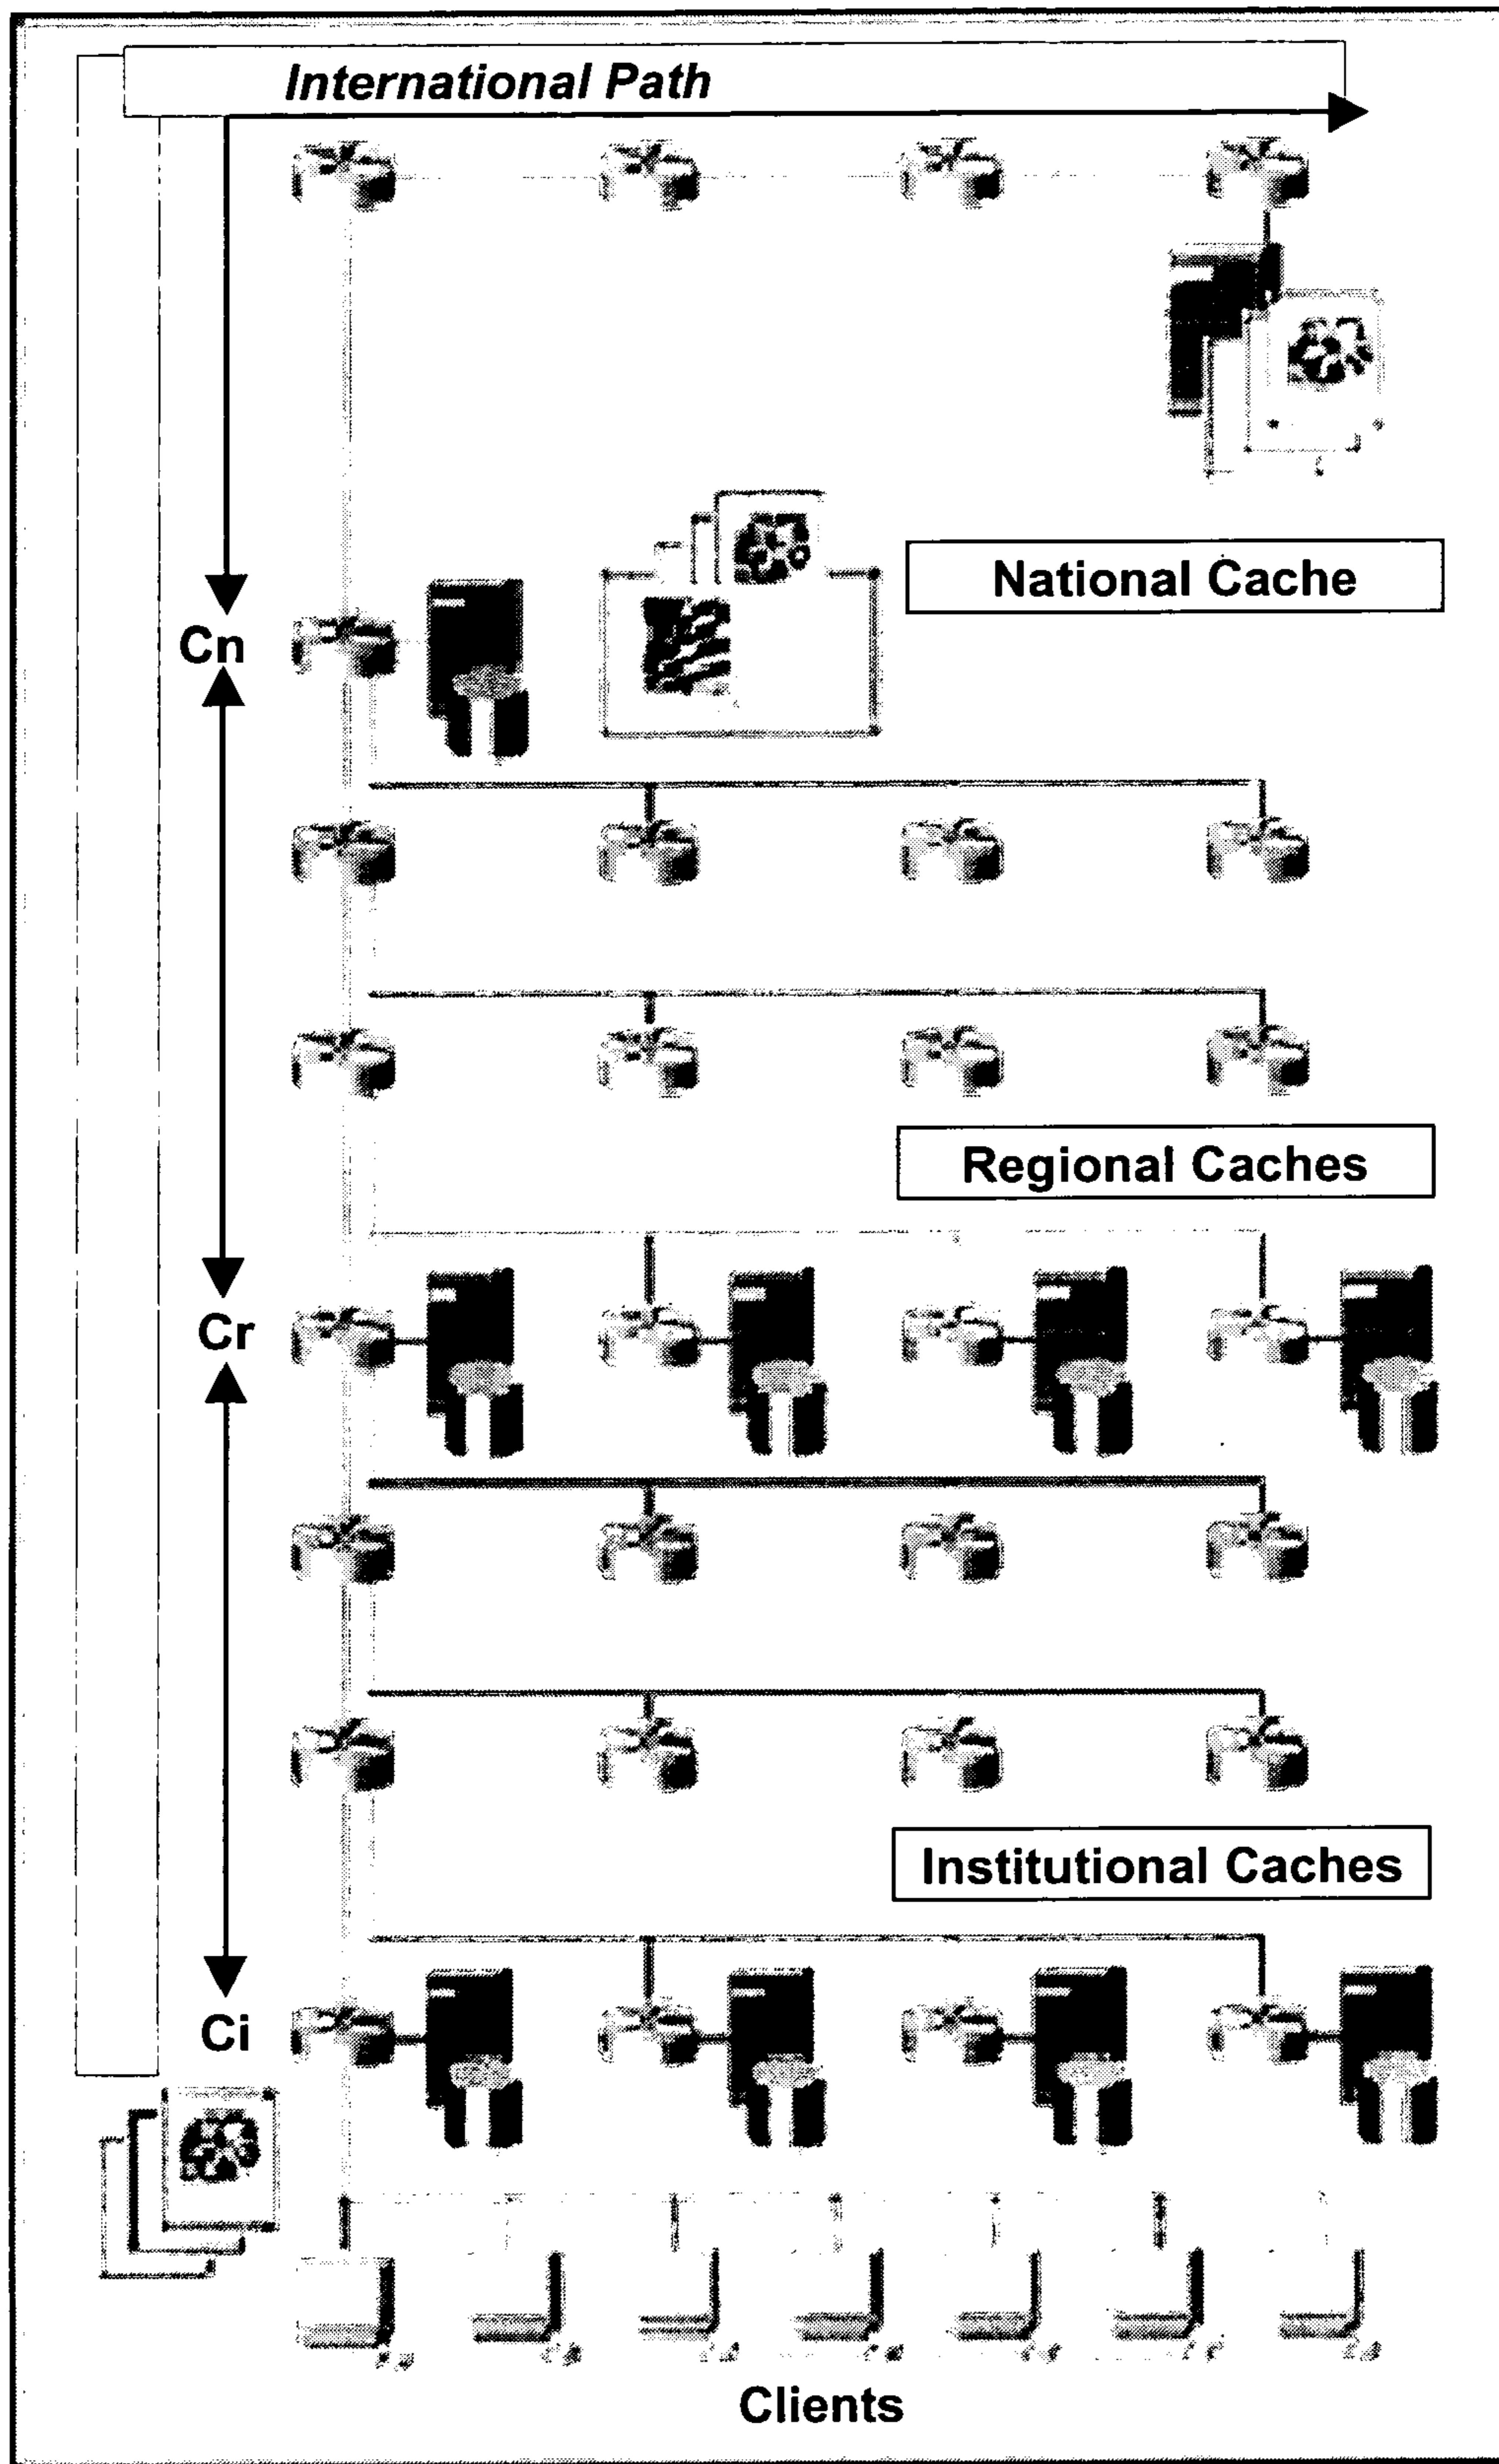 International Path
National Cache
Cn
Regional Caches
Cr
Institutional Caches
Ci
Clients